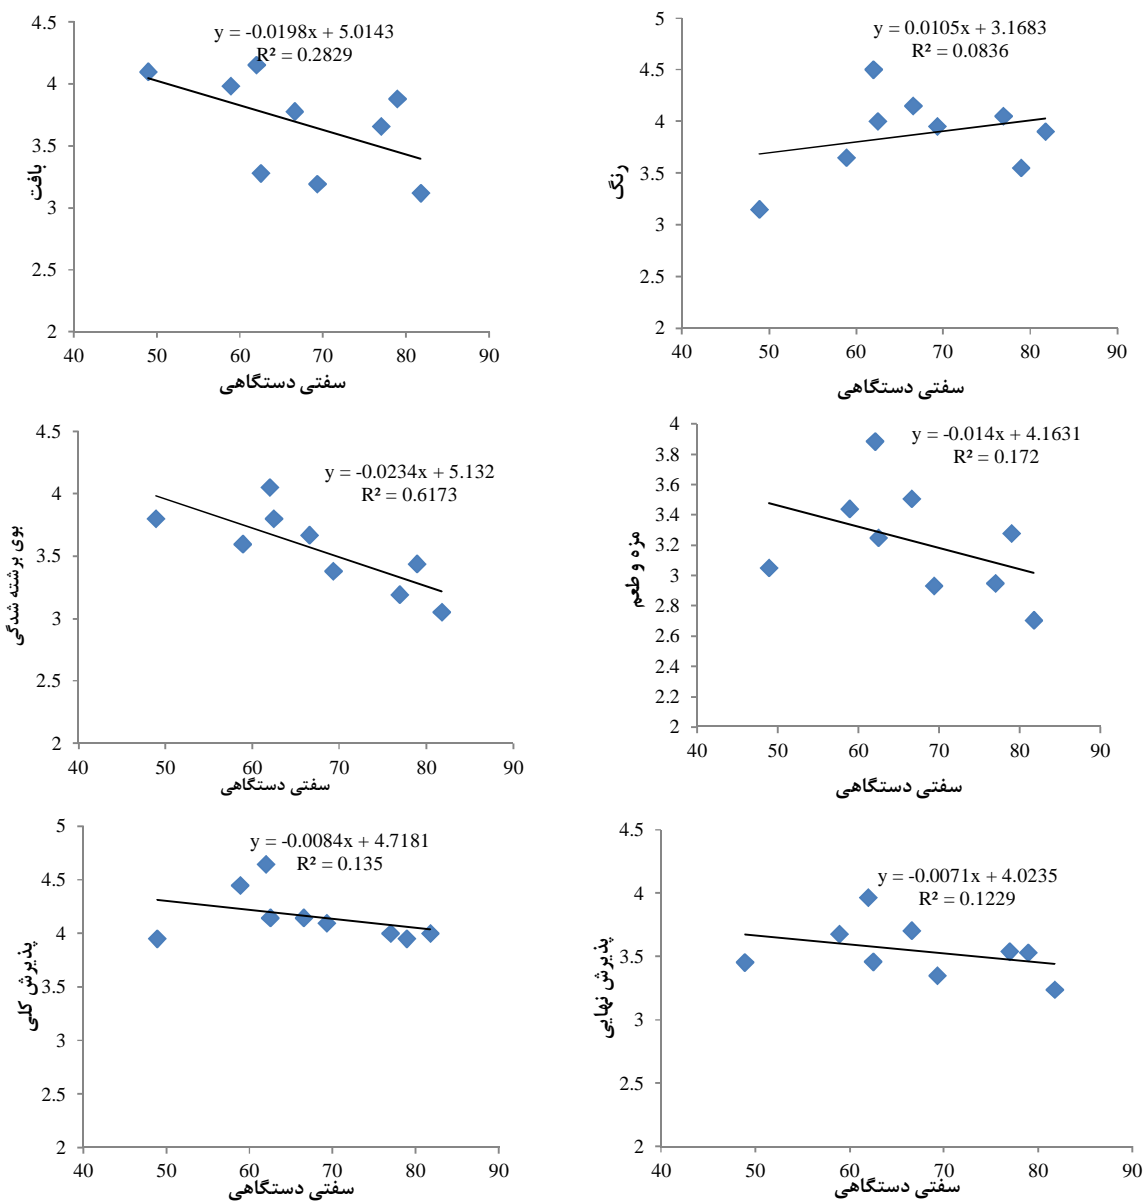 y = -0.0198x + 5.0143
R² = 0.2829
4.5
4
3.5
3
2.5
2
بافت
40 50 60 70 80 90
سفتی دستگاهی
y = 0.0105x + 3.1683
R² = 0.0836
5
4.5
4
3.5
3
2.5
2
رنگ
40 50 60 70 80 90
سفتی دستگاهی
y = -0.0234x + 5.132
R² = 0.6173
4.5
4
3.5
3
2.5
2
بوی برشته شدگی
40 50 60 70 80 90
سفتی دستگاهی
y = -0.014x + 4.1631
R² = 0.172
4
3.8
3.6
3.4
3.2
3
2.8
2.6
2.4
2.2
2
مزه و طعم
40 50 60 70 80 90
سفتی دستگاهی
y = -0.0084x + 4.7181
R² = 0.135
5
4.5
4
3.5
3
2.5
2
پذیرش کلی
40 50 60 70 80 90
سفتی دستگاهی
y = -0.0071x + 4.0235
R² = 0.1229
4.5
4
3.5
3
2.5
2
پذیرش نهایی
40 50 60 70 80 90
سفتی دستگاهی